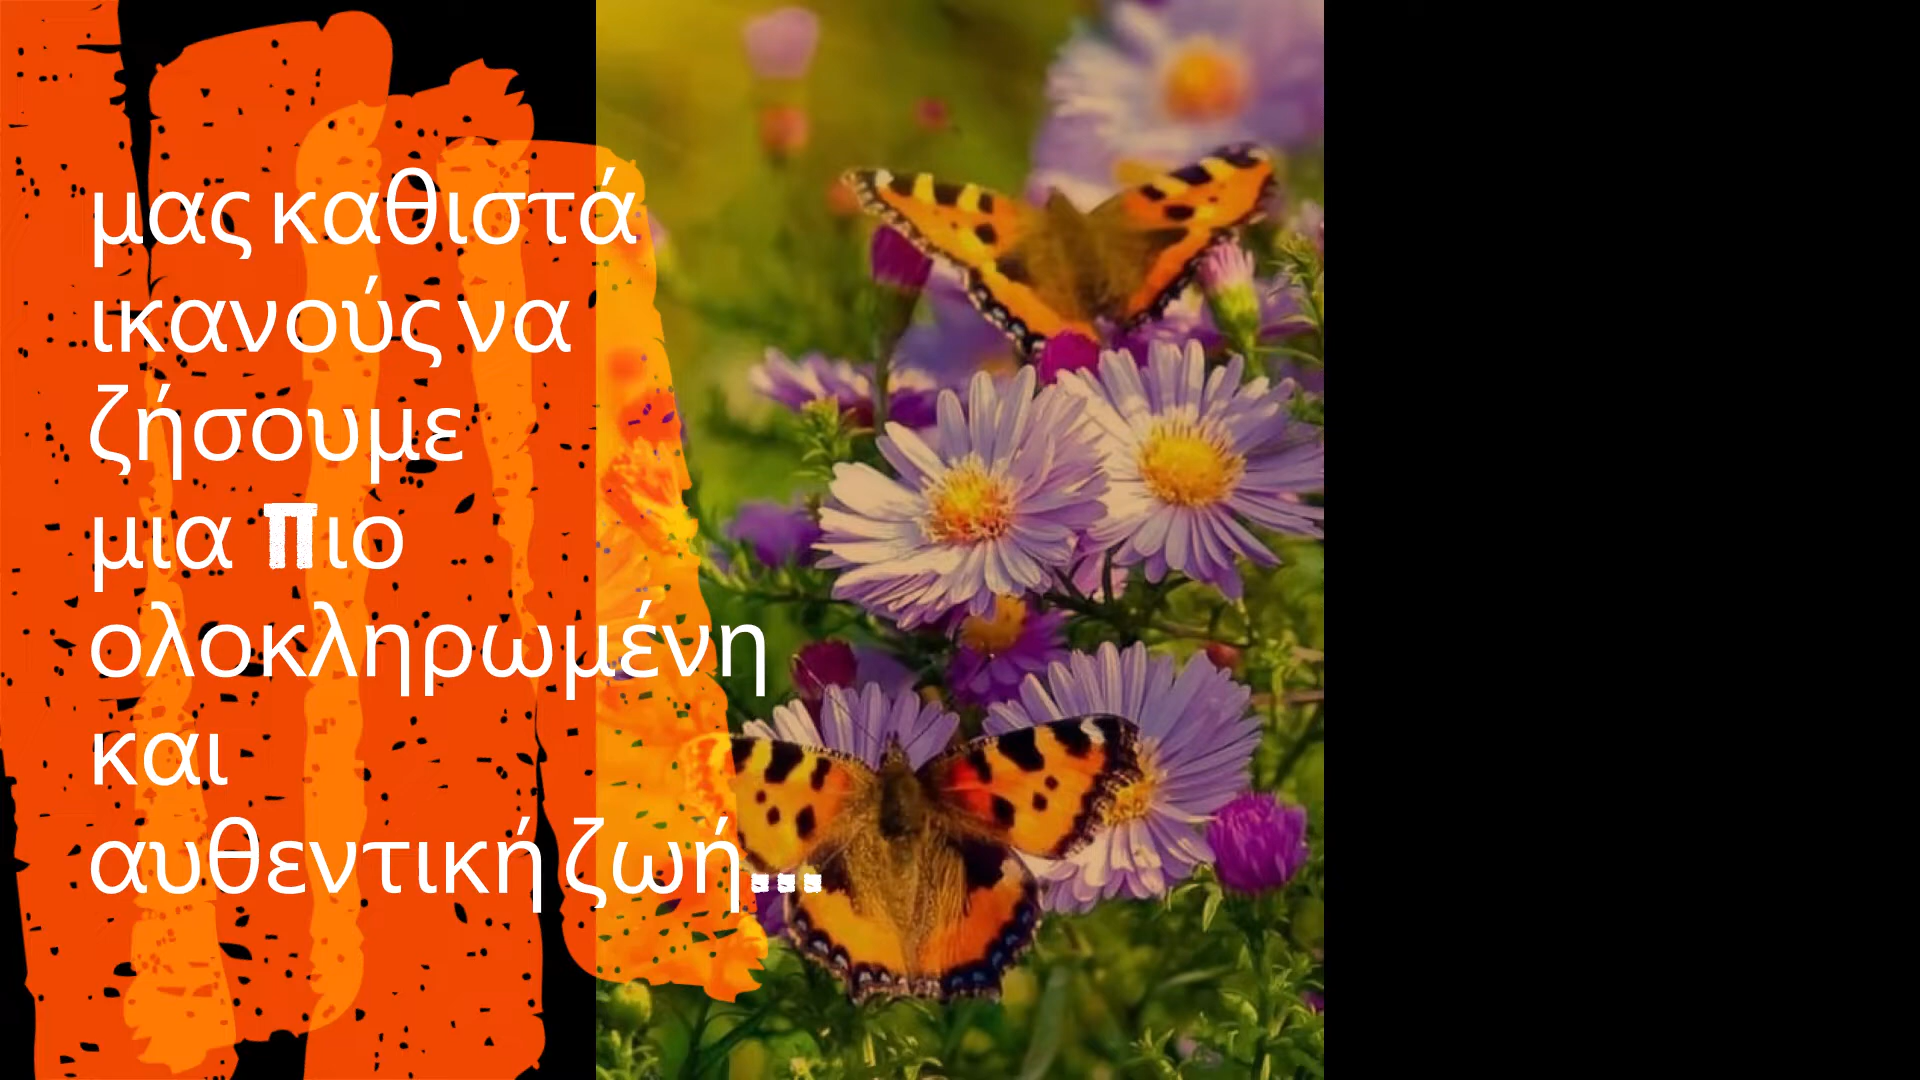 μας καθιστά
ικανούς να
ζήσουμε
μια πιο
ολοκληρωμένη
και
αυθεντική ζωή...